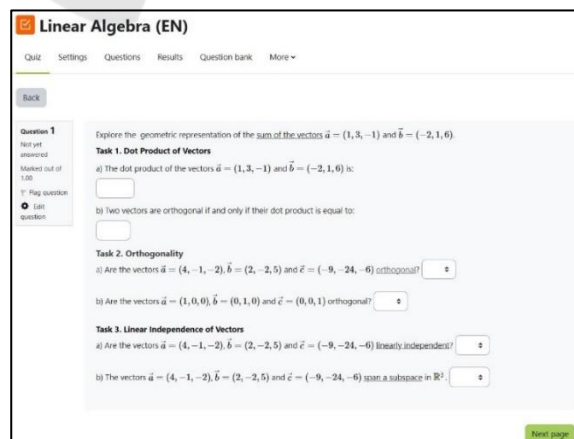 Linear Algebra (EN)
Quiz Settings Questions Results Question bank More
Back
Question 1
Not yet
answered
Marked out of
1.00
Flag question
Edit
question
Explore the geometric representation of the sum of the vectors a⃗ = (1, 3, −1) and b⃗ = (−2, 1, 6).
Task 1. Dot Product of Vectors
a) The dot product of the vectors a⃗ = (1, 3, −1) and b⃗ = (−2, 1, 6) is:
b) Two vectors are orthogonal if and only if their dot product is equal to:
Task 2. Orthogonality
a) Are the vectors a⃗ = (4, −1, −2), b⃗ = (2, −2, 5) and c⃗ = (−9, −24, −6) orthogonal?
b) Are the vectors a⃗ = (1, 0, 0), b⃗ = (0, 1, 0) and c⃗ = (0, 0, 1) orthogonal?
Task 3. Linear Independence of Vectors
a) Are the vectors a⃗ = (4, −1, −2), b⃗ = (2, −2, 5) and c⃗ = (−9, −24, −6) linearly independent?
b) The vectors a⃗ = (4, −1, −2), b⃗ = (2, −2, 5) and c⃗ = (−9, −24, −6) span a subspace in ℝ².
Next page